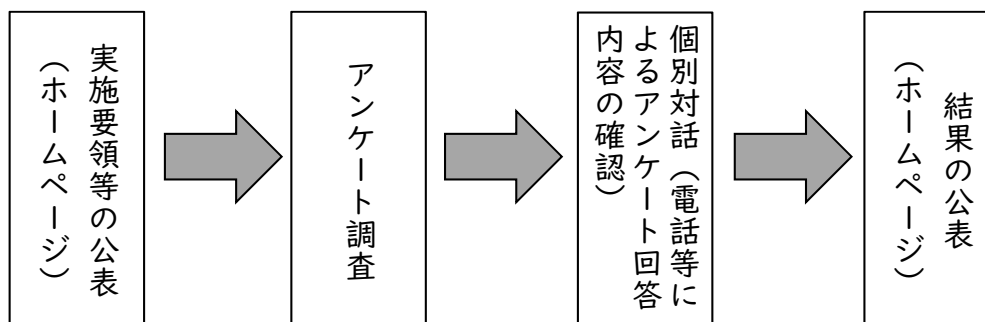 実施要領等の公表
（ホームページ）
アンケート調査
個別対話（電話等に
よるアンケート回答
内容の確認）
結果の公表
（ホームページ）